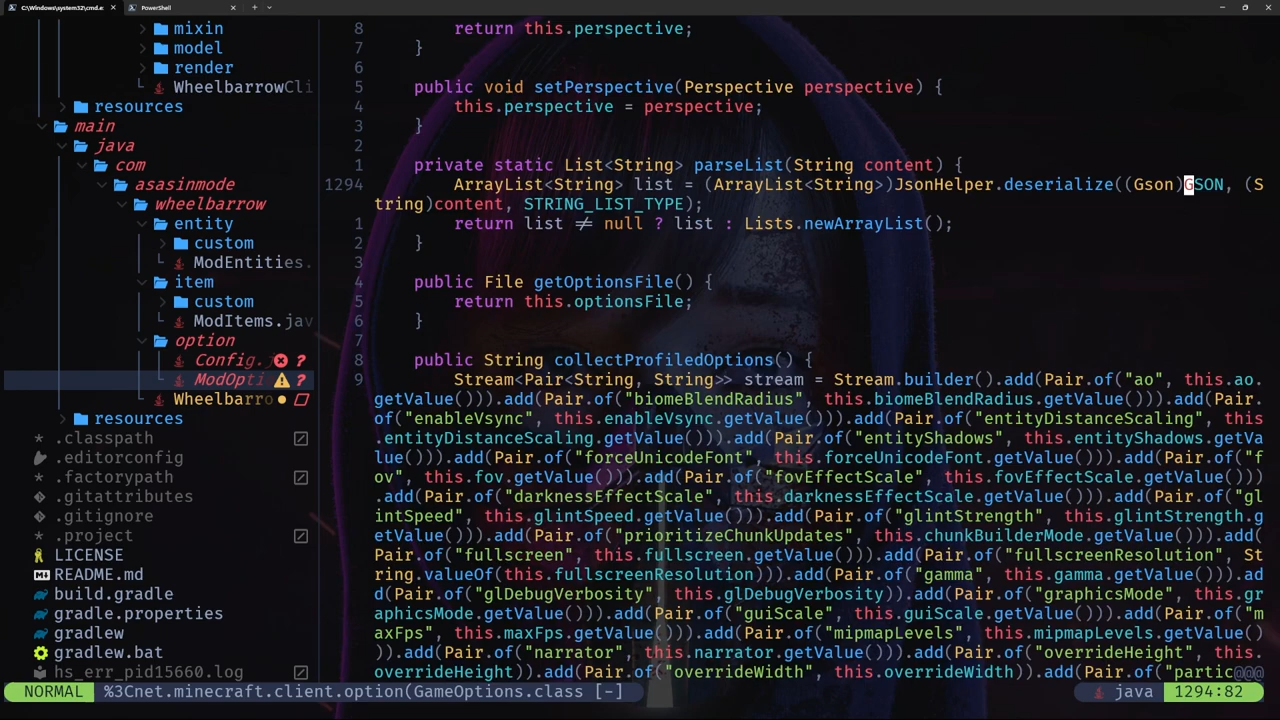 C:\Windows\system32\cmd.e
PowerShell
mixin
model
render
WheelbarrowCli
resources
main
java
com
asasinmode
wheelbarrow
entity
custom
ModEntities.
item
custom
ModItems.jav
option
Config.
ModOpti
Wheelbarro
resources
.classpath
.editorconfig
.factorypath
.gitattributes
.gitignore
.project
LICENSE
README.md
build.gradle
gradle.properties
gradlew
gradlew.bat
hs_err_pid15660.log
8 return this.perspective;
7 }
6
5 public void setPerspective(Perspective perspective) {
4 this.perspective = perspective;
3 }
2
1 private static List<String> parseList(String content) {
1294 ArrayList<String> list = (ArrayList<String>)JsonHelper.deserialize((Gson)GSON, (S
tring)content, STRING_LIST_TYPE);
1 return list ≠ null ? list : Lists.newArrayList();
2 }
3
4 public File getOptionsFile() {
5 return this.optionsFile;
6 }
7
8 public String collectProfiledOptions() {
9 Stream<Pair<String, String>> stream = Stream.builder().add(Pair.of("ao", this.ao.
getValue())).add(Pair.of("biomeBlendRadius", this.biomeBlendRadius.getValue())).add(Pair.
of("enableVsync", this.enableVsync.getValue())).add(Pair.of("entityDistanceScaling", this
.entityDistanceScaling.getValue())).add(Pair.of("entityShadows", this.entityShadows.getVa
lue())).add(Pair.of("forceUnicodeFont", this.forceUnicodeFont.getValue())).add(Pair.of("f
ov", this.fov.getValue())).add(Pair.of("fovEffectScale", this.fovEffectScale.getValue()))
.add(Pair.of("darknessEffectScale", this.darknessEffectScale.getValue())).add(Pair.of("gl
intSpeed", this.glintSpeed.getValue())).add(Pair.of("glintStrength", this.glintStrength.g
etValue())).add(Pair.of("prioritizeChunkUpdates", this.chunkBuilderMode.getValue())).add(
Pair.of("fullscreen", this.fullscreen.getValue())).add(Pair.of("fullscreenResolution", St
ring.valueOf(this.fullscreenResolution))).add(Pair.of("gamma", this.gamma.getValue())).ad
d(Pair.of("glDebugVerbosity", this.glDebugVerbosity.getValue())).add(Pair.of("graphicsMode", this.gr
aphicsMode.getValue())).add(Pair.of("guiScale", this.guiScale.getValue())).add(Pair.of("m
axFps", this.maxFps.getValue())).add(Pair.of("mipmapLevels", this.mipmapLevels.getValue()
)).add(Pair.of("narrator", this.narrator.getValue())).add(Pair.of("overrideHeight", this.
overrideHeight)).add(Pair.of("overrideWidth", this.overrideWidth)).add(Pair.of("partic@@@
NORMAL %3Cnet.minecraft.client.option(GameOptions.class [-] java 1294:82